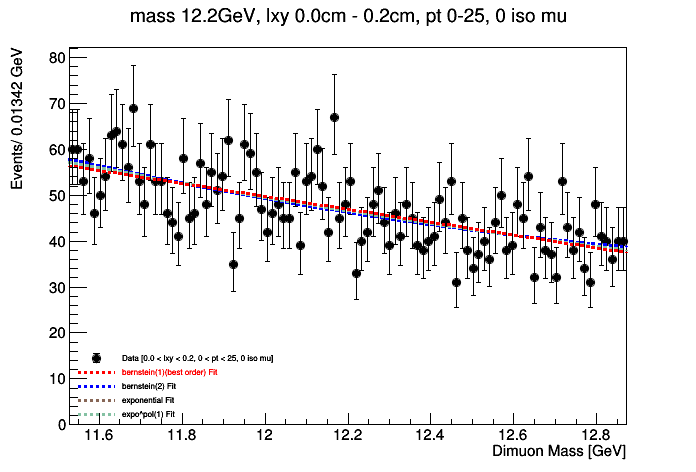 mass 12.2GeV, lxy 0.0cm - 0.2cm, pt 0-25, 0 iso mu
Events/ 0.01342 GeV
80
70
60
50
40
30
20
10
0
Data [0.0 < lxy < 0.2, 0 < pt < 25, 0 iso mu]
bernstein(1)(best order) Fit
bernstein(2) Fit
exponential Fit
expo*pol(1) Fit
11.6 11.8 12 12.2 12.4 12.6 12.8
Dimuon Mass [GeV]